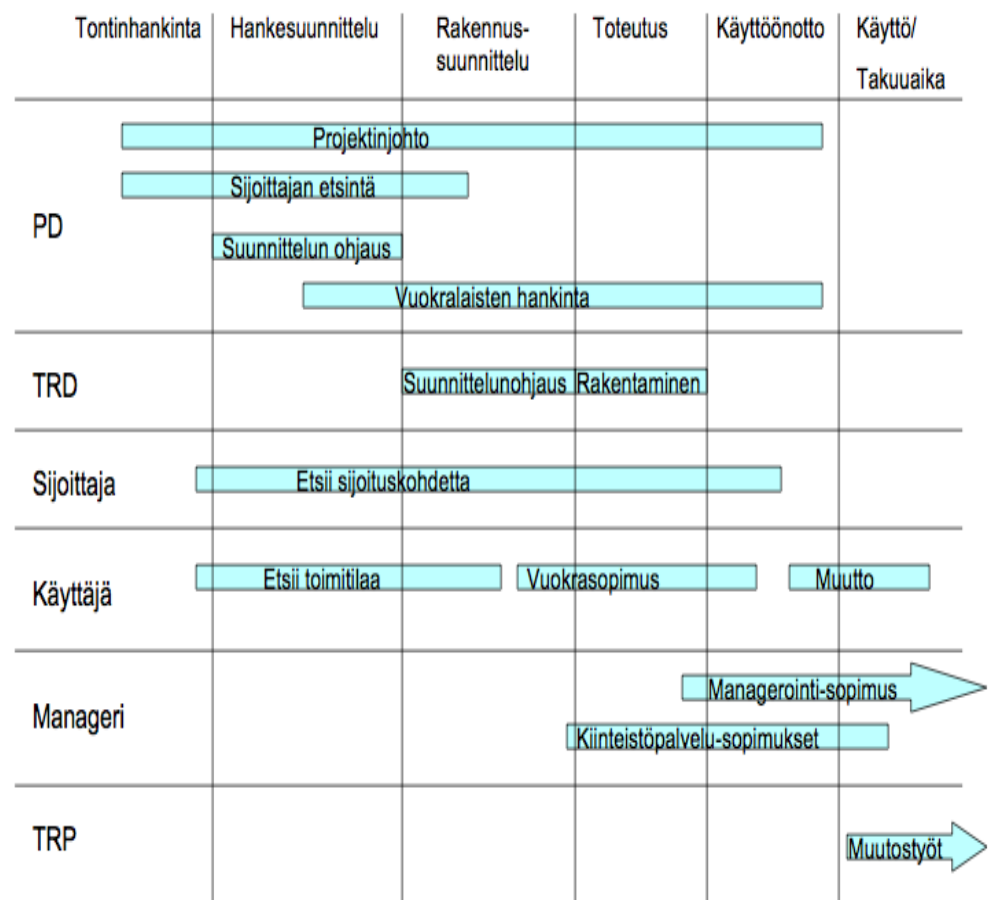 Tontinhankinta
Hankesuunnittelu
Rakennus-
suunnittelu
Toteutus
Käyttöönotto
Käyttö/
Takuuaika
PD
Projektinjohto
Sijoittajan etsintä
Suunnittelun ohjaus
Vuokralaisten hankinta
TRD
Suunnittelunohjaus
Rakentaminen
Sijoittaja
Etsii sijoituskohdetta
Käyttäjä
Etsii toimitilaa
Vuokrasopimus
Muutto
Manageri
Managerointi-sopimus
Kiinteistöpalvelu-sopimukset
TRP
Muutostyöt